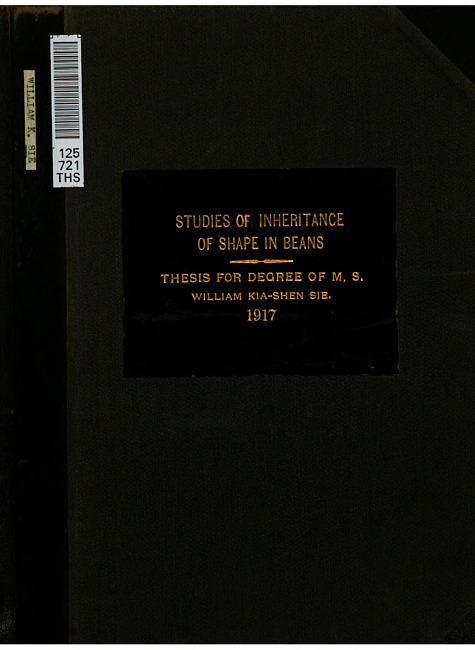 WILLIAM K. SIE
125
721
THS
STUDIES OF INHERITANCE
OF SHAPE IN BEANS
THESIS FOR DEGREE OF M. S.
WILLIAM KIA-SHEN SIE.
1917